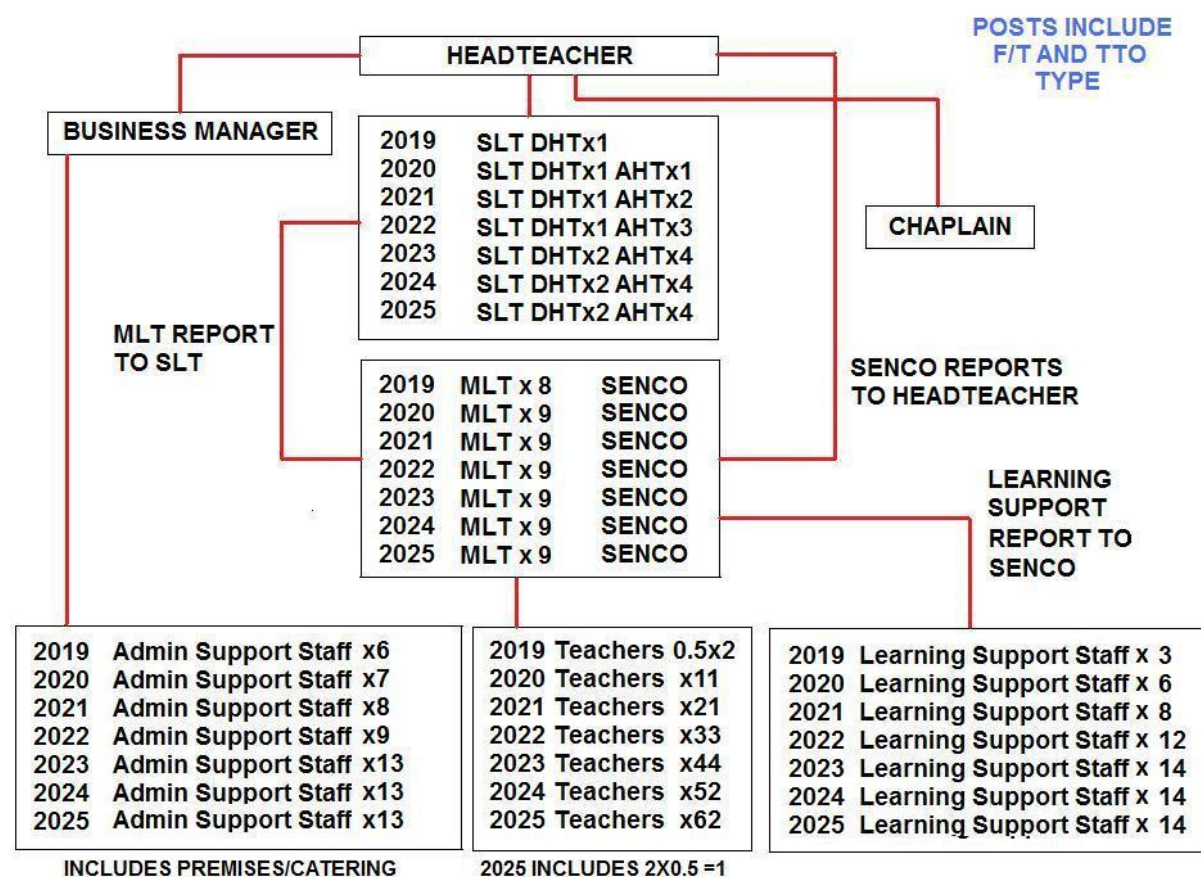 POSTS INCLUDE
F/T AND TTO
TYPE
HEADTEACHER
BUSINESS MANAGER
2019 SLT DHTx1
2020 SLT DHTx1 AHTx1
2021 SLT DHTx1 AHTx2
2022 SLT DHTx1 AHTx3
2023 SLT DHTx2 AHTx4
2024 SLT DHTx2 AHTx4
2025 SLT DHTx2 AHTx4
CHAPLAIN
MLT REPORT
TO SLT
2019 MLT x 8 SENCO
2020 MLT x 9 SENCO
2021 MLT x 9 SENCO
2022 MLT x 9 SENCO
2023 MLT x 9 SENCO
2024 MLT x 9 SENCO
2025 MLT x 9 SENCO
SENCO REPORTS
TO HEADTEACHER
LEARNING
SUPPORT
REPORT TO
SENCO
2019 Admin Support Staff x6
2020 Admin Support Staff x7
2021 Admin Support Staff x8
2022 Admin Support Staff x9
2023 Admin Support Staff x13
2024 Admin Support Staff x13
2025 Admin Support Staff x13
INCLUDES PREMISES/CATERING
2019 Teachers 0.5x2
2020 Teachers x11
2021 Teachers x21
2022 Teachers x33
2023 Teachers x44
2024 Teachers x52
2025 Teachers x62
2025 INCLUDES 2X0.5 =1
2019 Learning Support Staff x 3
2020 Learning Support Staff x 6
2021 Learning Support Staff x 8
2022 Learning Support Staff x 12
2023 Learning Support Staff x 14
2024 Learning Support Staff x 14
2025 Learning Support Staff x 14